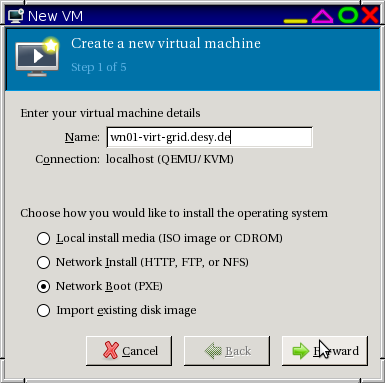 New VM
Create a new virtual machine
Step 1 of 5
Enter your virtual machine details
Name: wn01-virt-grid.desy.de
Connection: localhost (QEMU/KVM)
Choose how you would like to install the operating system
Local install media (ISO image or CDROM)
Network Install (HTTP, FTP, or NFS)
Network Boot (PXE)
Import existing disk image
Cancel Back Forward